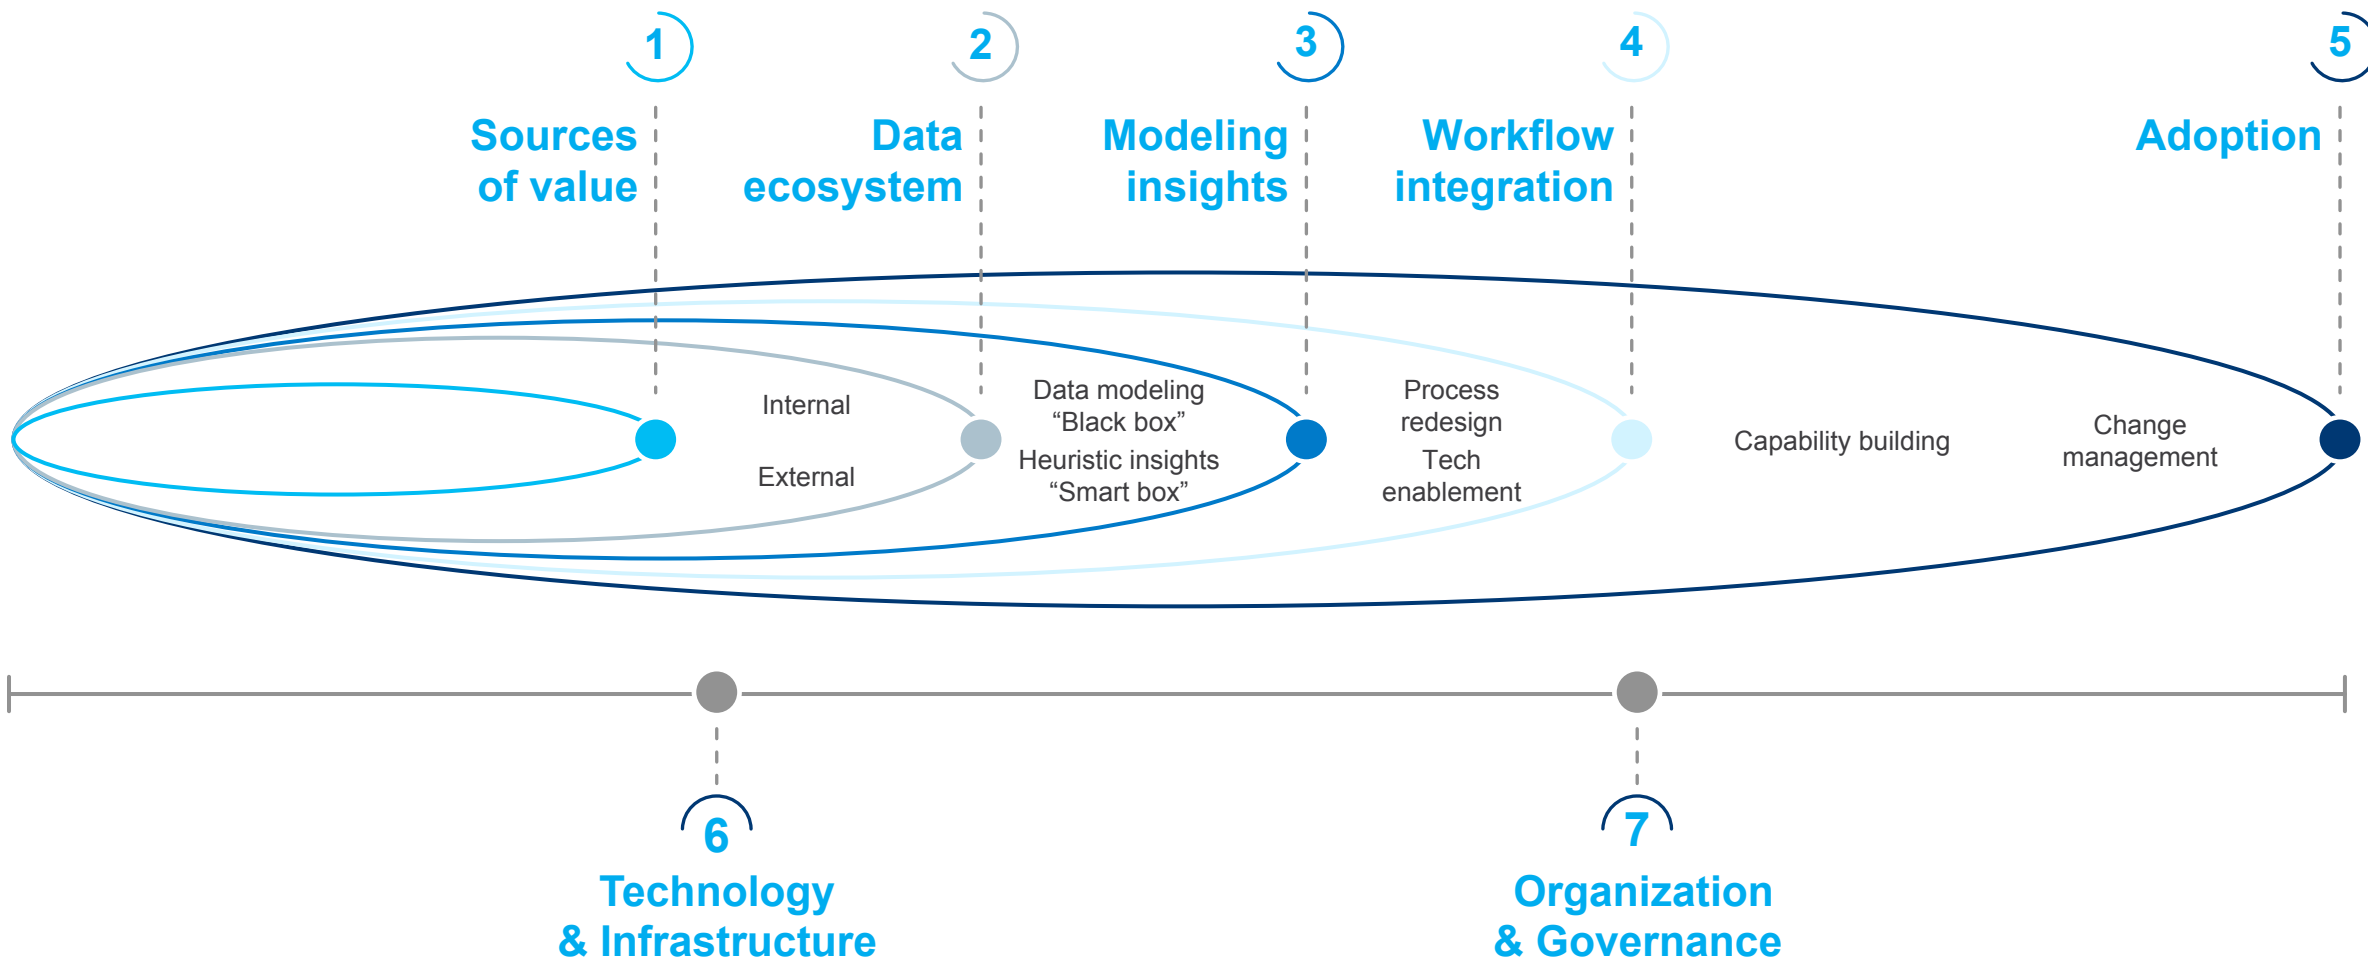 1
Sources
of value
2
Data
ecosystem
3
Modeling
insights
4
Workflow
integration
5
Adoption
Internal
External
Data modeling
“Black box”
Heuristic insights
“Smart box”
Process
redesign
Tech
enablement
Capability building
Change
management
6
Technology
& Infrastructure
7
Organization
& Governance